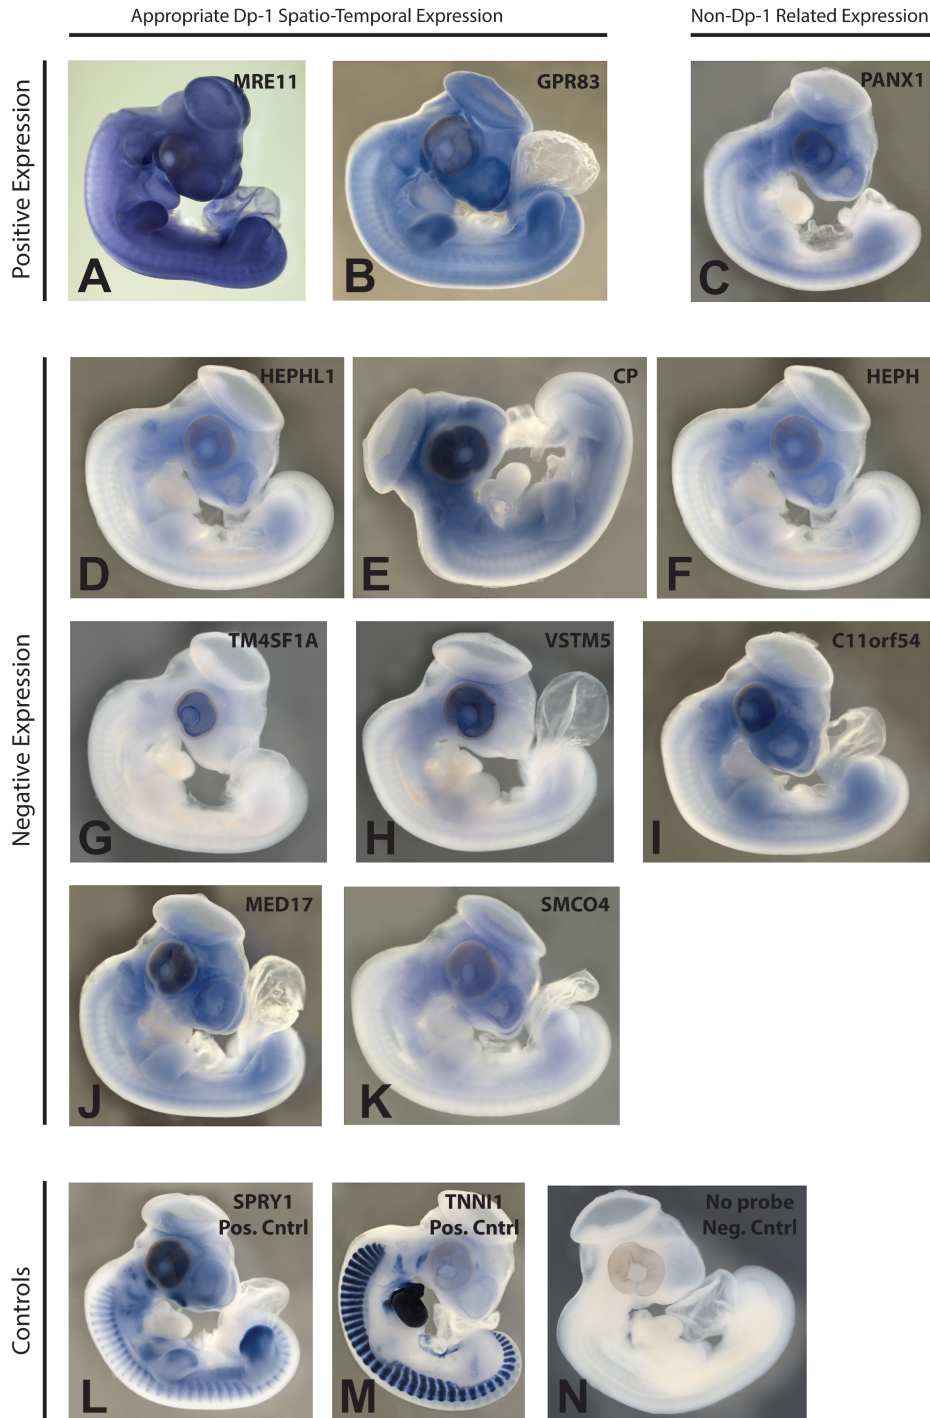 Appropriate Dp-1 Spatio-Temporal Expression
Non-Dp-1 Related Expression
Positive Expression
MRE11
A
GPR83
B
PANX1
C
Negative Expression
HEPHL1
D
CP
E
HEPH
F
TM4SF1A
G
VSTM5
H
C11orf54
I
MED17
J
SMCO4
K
Controls
SPRY1
Pos. Cntrl
L
TNNI1
Pos. Cntrl
M
No probe
Neg. Cntrl
N